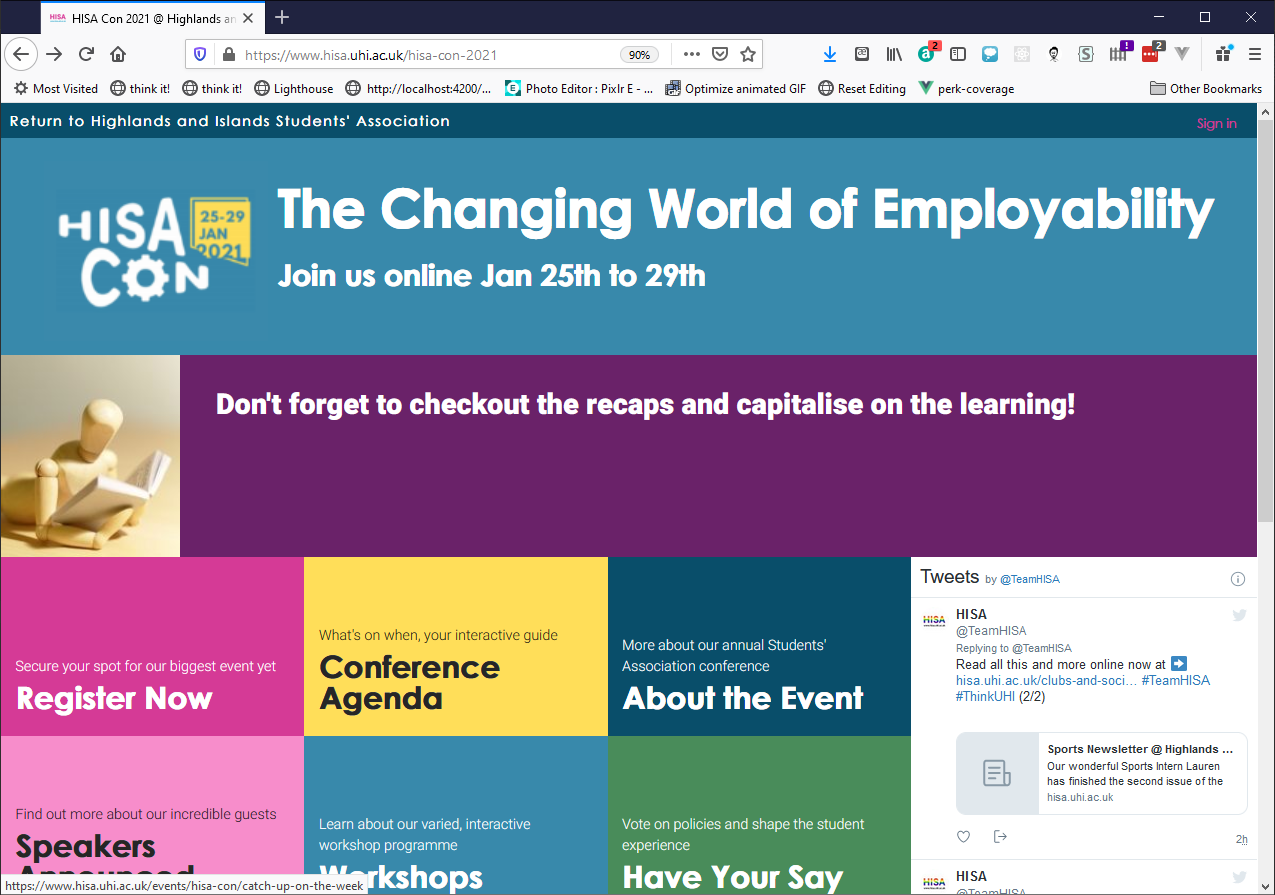 HISA Con 2021 @ Highlands an
https://www.hisa.uhi.ac.uk/hisa-con-2021
90%
2
!
2
Most Visited
think it!
think it!
Lighthouse
http://localhost:4200/...
Photo Editor : Pixlr E - ...
Optimize animated GIF
Reset Editing
perk-coverage
Other Bookmarks
Return to Highlands and Islands Students' Association
Sign in
HISA
CON
25-29
JAN
2021
The Changing World of Employability
Join us online Jan 25th to 29th
Don't forget to checkout the recaps and capitalise on the learning!
Secure your spot for our biggest event yet
Register Now
What's on when, your interactive guide
Conference
Agenda
More about our annual Students'
Association conference
About the Event
Find out more about our incredible guests
Speakers
Announced
Learn about our varied, interactive
workshop programme
Workshops
Vote on policies and shape the student
experience
Have Your Say
Tweets by @TeamHISA
HISA
HISA
@TeamHISA
Replying to @TeamHISA
Read all this and more online now at
hisa.uhi.ac.uk/clubs-and-soci... #TeamHISA
#ThinkUHI (2/2)
Sports Newsletter @ Highlands ...
Our wonderful Sports Intern Lauren
has finished the second issue of the
hisa.uhi.ac.uk
2h
HISA
HISA
@TeamHISA
https://www.hisa.uhi.ac.uk/events/hisa-con/catch-up-on-the-week